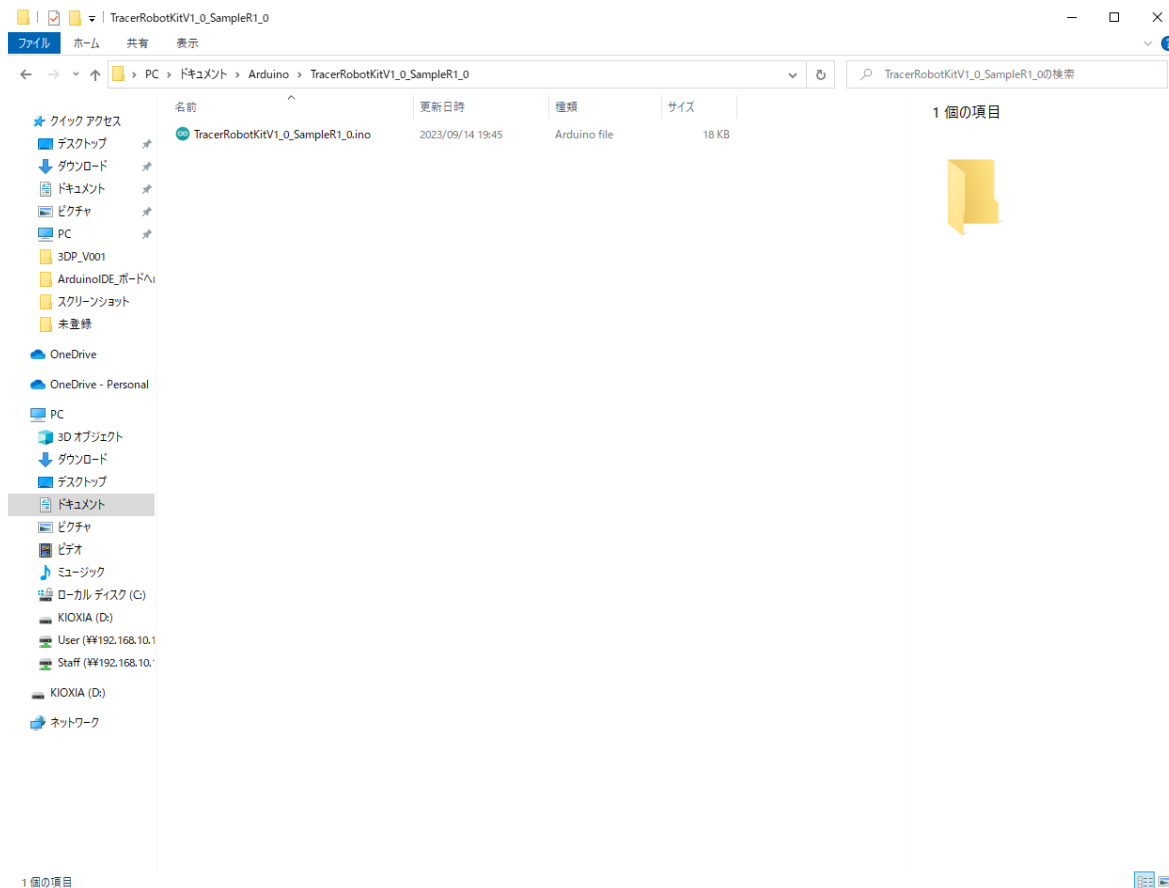 TracerRobotKitV1_0_SampleR1_0
ファイル ホーム 共有 表示
PC › ドキュメント › Arduino › TracerRobotKitV1_0_SampleR1_0
TracerRobotKitV1_0_SampleR1_0の検索
名前 更新日時 種類 サイズ
TracerRobotKitV1_0_SampleR1_0.ino 2023/09/14 19:45 Arduino file 18 KB
1 個の項目
クイック アクセス
デスクトップ
ダウンロード
ドキュメント
ピクチャ
PC
3DP_V001
ArduinoIDE_ボードへ
スクリーンショット
未登録
OneDrive
OneDrive - Personal
PC
3D オブジェクト
ダウンロード
デスクトップ
ドキュメント
ピクチャ
ビデオ
ミュージック
ローカル ディスク (C:)
KIOXIA (D:)
User (¥¥192.168.10.1
Staff (¥¥192.168.10.
KIOXIA (D:)
ネットワーク
1 個の項目